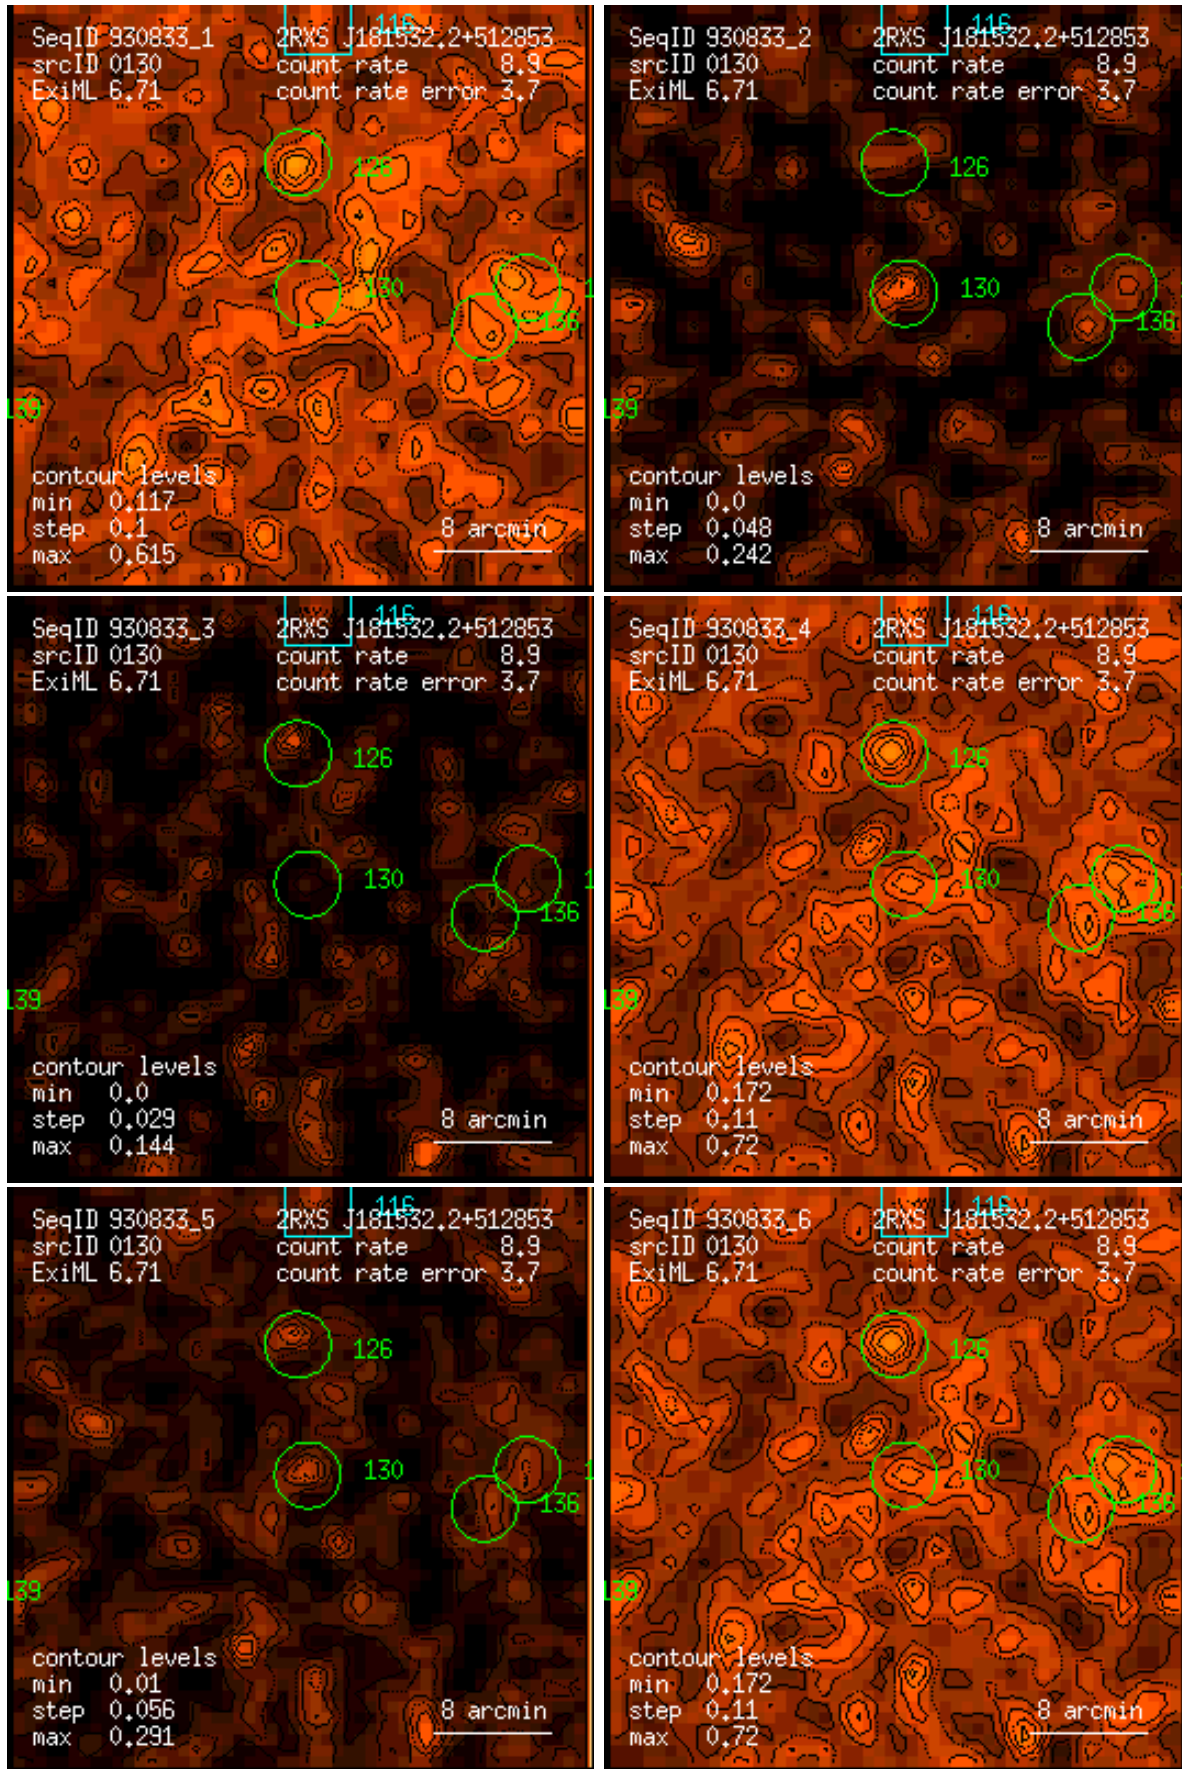 116
SeqID 930833_1 2RXS J181532.2+512853
srcID 0130 count rate 8.9
ExiML 6.71 count rate error 3.7
126
130
1
136
139
contour levels
min 0.117
step 0.1
max 0.615
8 arcmin
116
SeqID 930833_2 2RXS J181532.2+512853
srcID 0130 count rate 8.9
ExiML 6.71 count rate error 3.7
126
130
136
139
contour levels
min 0.0
step 0.048
max 0.242
8 arcmin
116
SeqID 930833_3 2RXS J181532.2+512853
srcID 0130 count rate 8.9
ExiML 6.71 count rate error 3.7
126
130
1
136
139
contour levels
min 0.0
step 0.029
max 0.144
8 arcmin
116
SeqID 930833_4 2RXS J181532.2+512853
srcID 0130 count rate 8.9
ExiML 6.71 count rate error 3.7
126
130
136
139
contour levels
min 0.172
step 0.11
max 0.72
8 arcmin
116
SeqID 930833_5 2RXS J181532.2+512853
srcID 0130 count rate 8.9
ExiML 6.71 count rate error 3.7
126
130
1
136
139
contour levels
min 0.01
step 0.056
max 0.291
8 arcmin
116
SeqID 930833_6 2RXS J181532.2+512853
srcID 0130 count rate 8.9
ExiML 6.71 count rate error 3.7
126
130
136
139
contour levels
min 0.172
step 0.11
max 0.72
8 arcmin